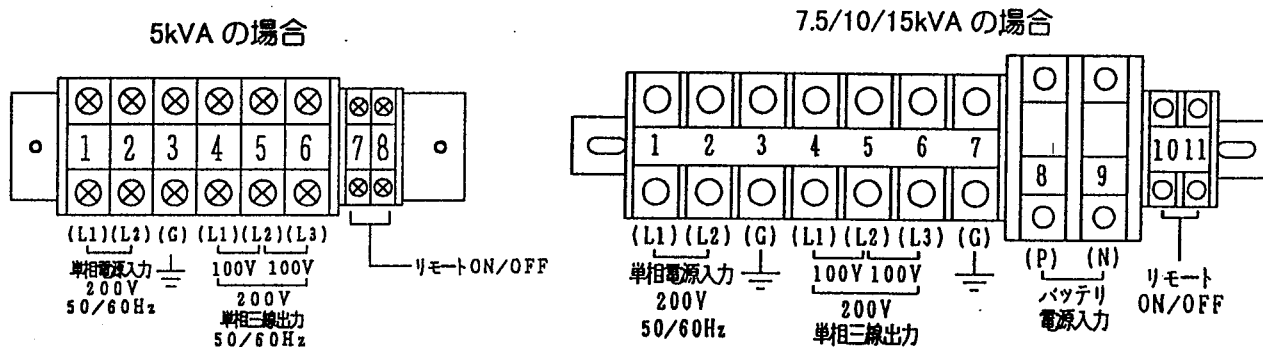 5kVA の場合
1 2 3 4 5 6 7 8
(L1) (L2) (G) (L1) (L2) (L3)
単相電源入力
200V
50/60Hz
100V 100V
200V
単相三線出力
50/60Hz
リモートON/OFF
7.5/10/15kVA の場合
1 2 3 4 5 6 7 8 9 10 11
(L1) (L2) (G) (L1) (L2) (L3) (G) (P) (N)
単相電源入力
200V
50/60Hz
100V 100V
200V
単相三線出力
バッテリ
電源入力
リモート
ON/OFF